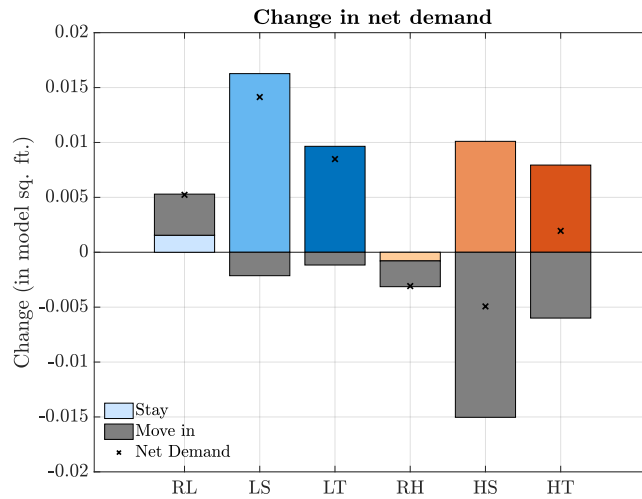 Change in net demand
Change (in model sq. ft.)
0.02
0.015
0.01
0.005
0
-0.005
-0.01
-0.015
-0.02
Stay
Move in
Net Demand
RL LS LT RH HS HT